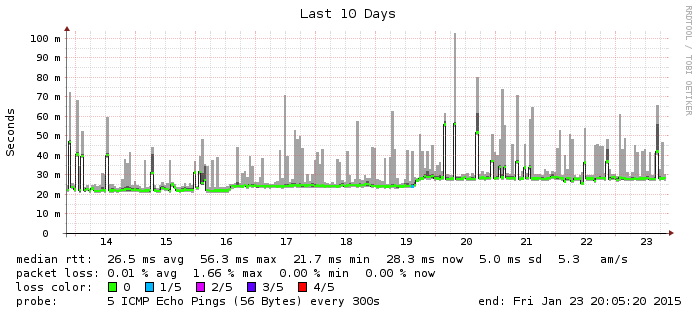 Last 10 Days
RRDTOOL / TOBI OETIKER
Seconds
100 m
90 m
80 m
70 m
60 m
50 m
40 m
30 m
20 m
10 m
0
14 15 16 17 18 19 20 21 22 23
median rtt: 26.5 ms avg 56.3 ms max 21.7 ms min 28.3 ms now 5.0 ms sd 5.3 am/s
packet loss: 0.01 % avg 1.66 % max 0.00 % min 0.00 % now
loss color: 0 1/5 2/5 3/5 4/5
probe: 5 ICMP Echo Pings (56 Bytes) every 300s end: Fri Jan 23 20:05:20 2015